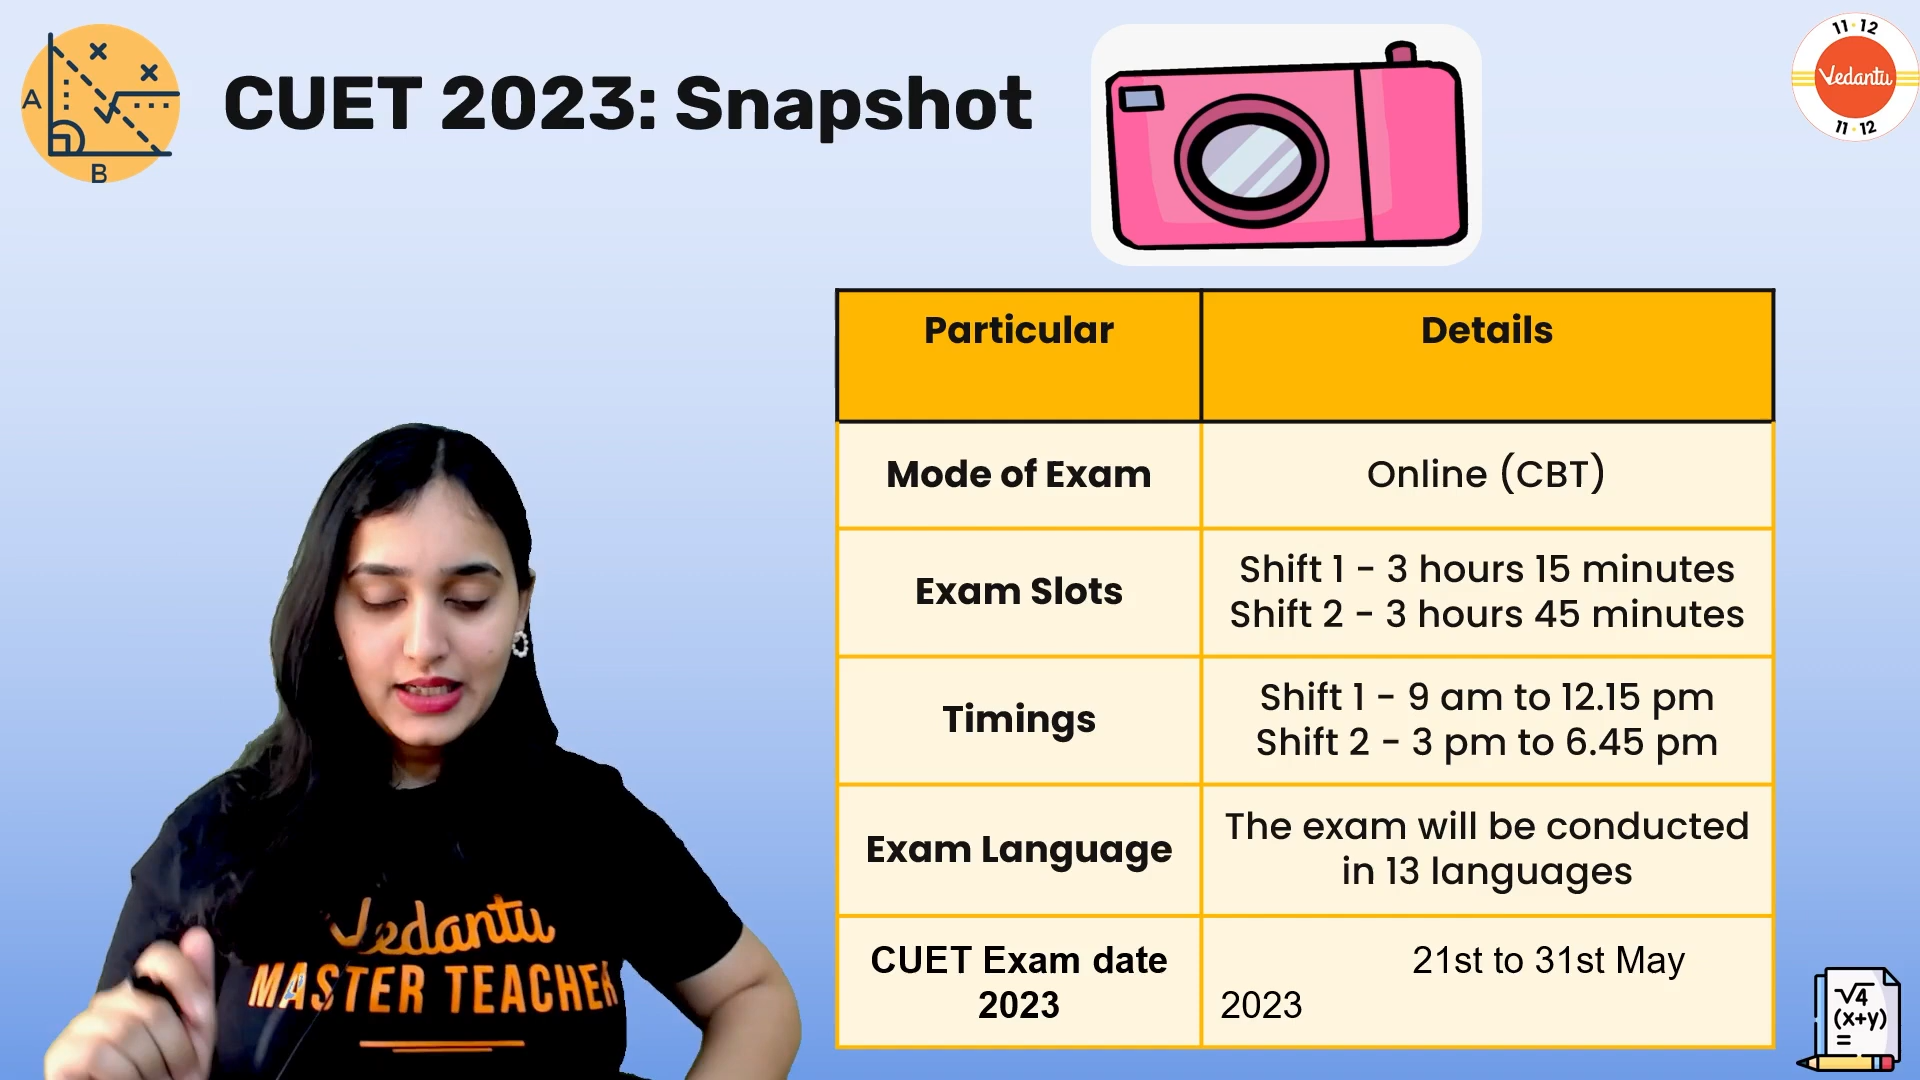 A
B
CUET 2023: Snapshot
11·12
Vedantu
11·12
Particular
Details
Mode of Exam
Online (CBT)
Exam Slots
Shift 1 - 3 hours 15 minutes
Shift 2 - 3 hours 45 minutes
Timings
Shift 1 - 9 am to 12.15 pm
Shift 2 - 3 pm to 6.45 pm
Exam Language
The exam will be conducted
in 13 languages
CUET Exam date
2023
21st to 31st May
2023
Vedantu
MASTER TEACHER
√4
(x+y)
=